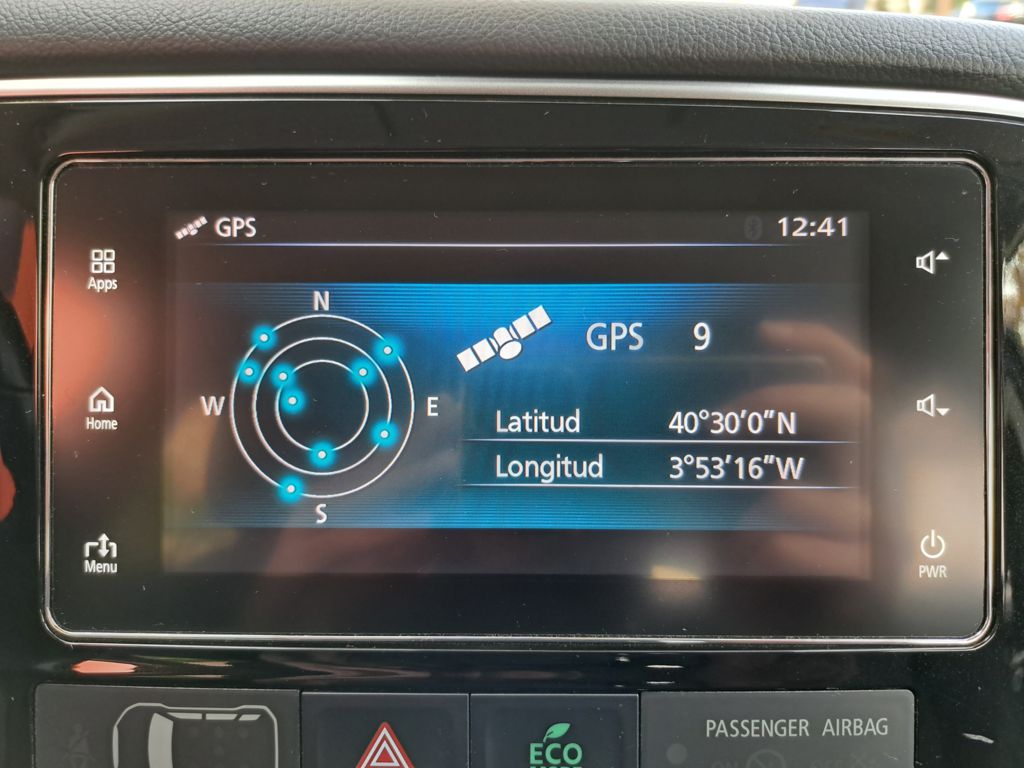 GPS 12:41
Apps
N
GPS 9
W E
Home
Latitud 40°30'0"N
Longitud 3°53'16"W
S
Menu
PWR
PASSENGER AIRBAG
ECO